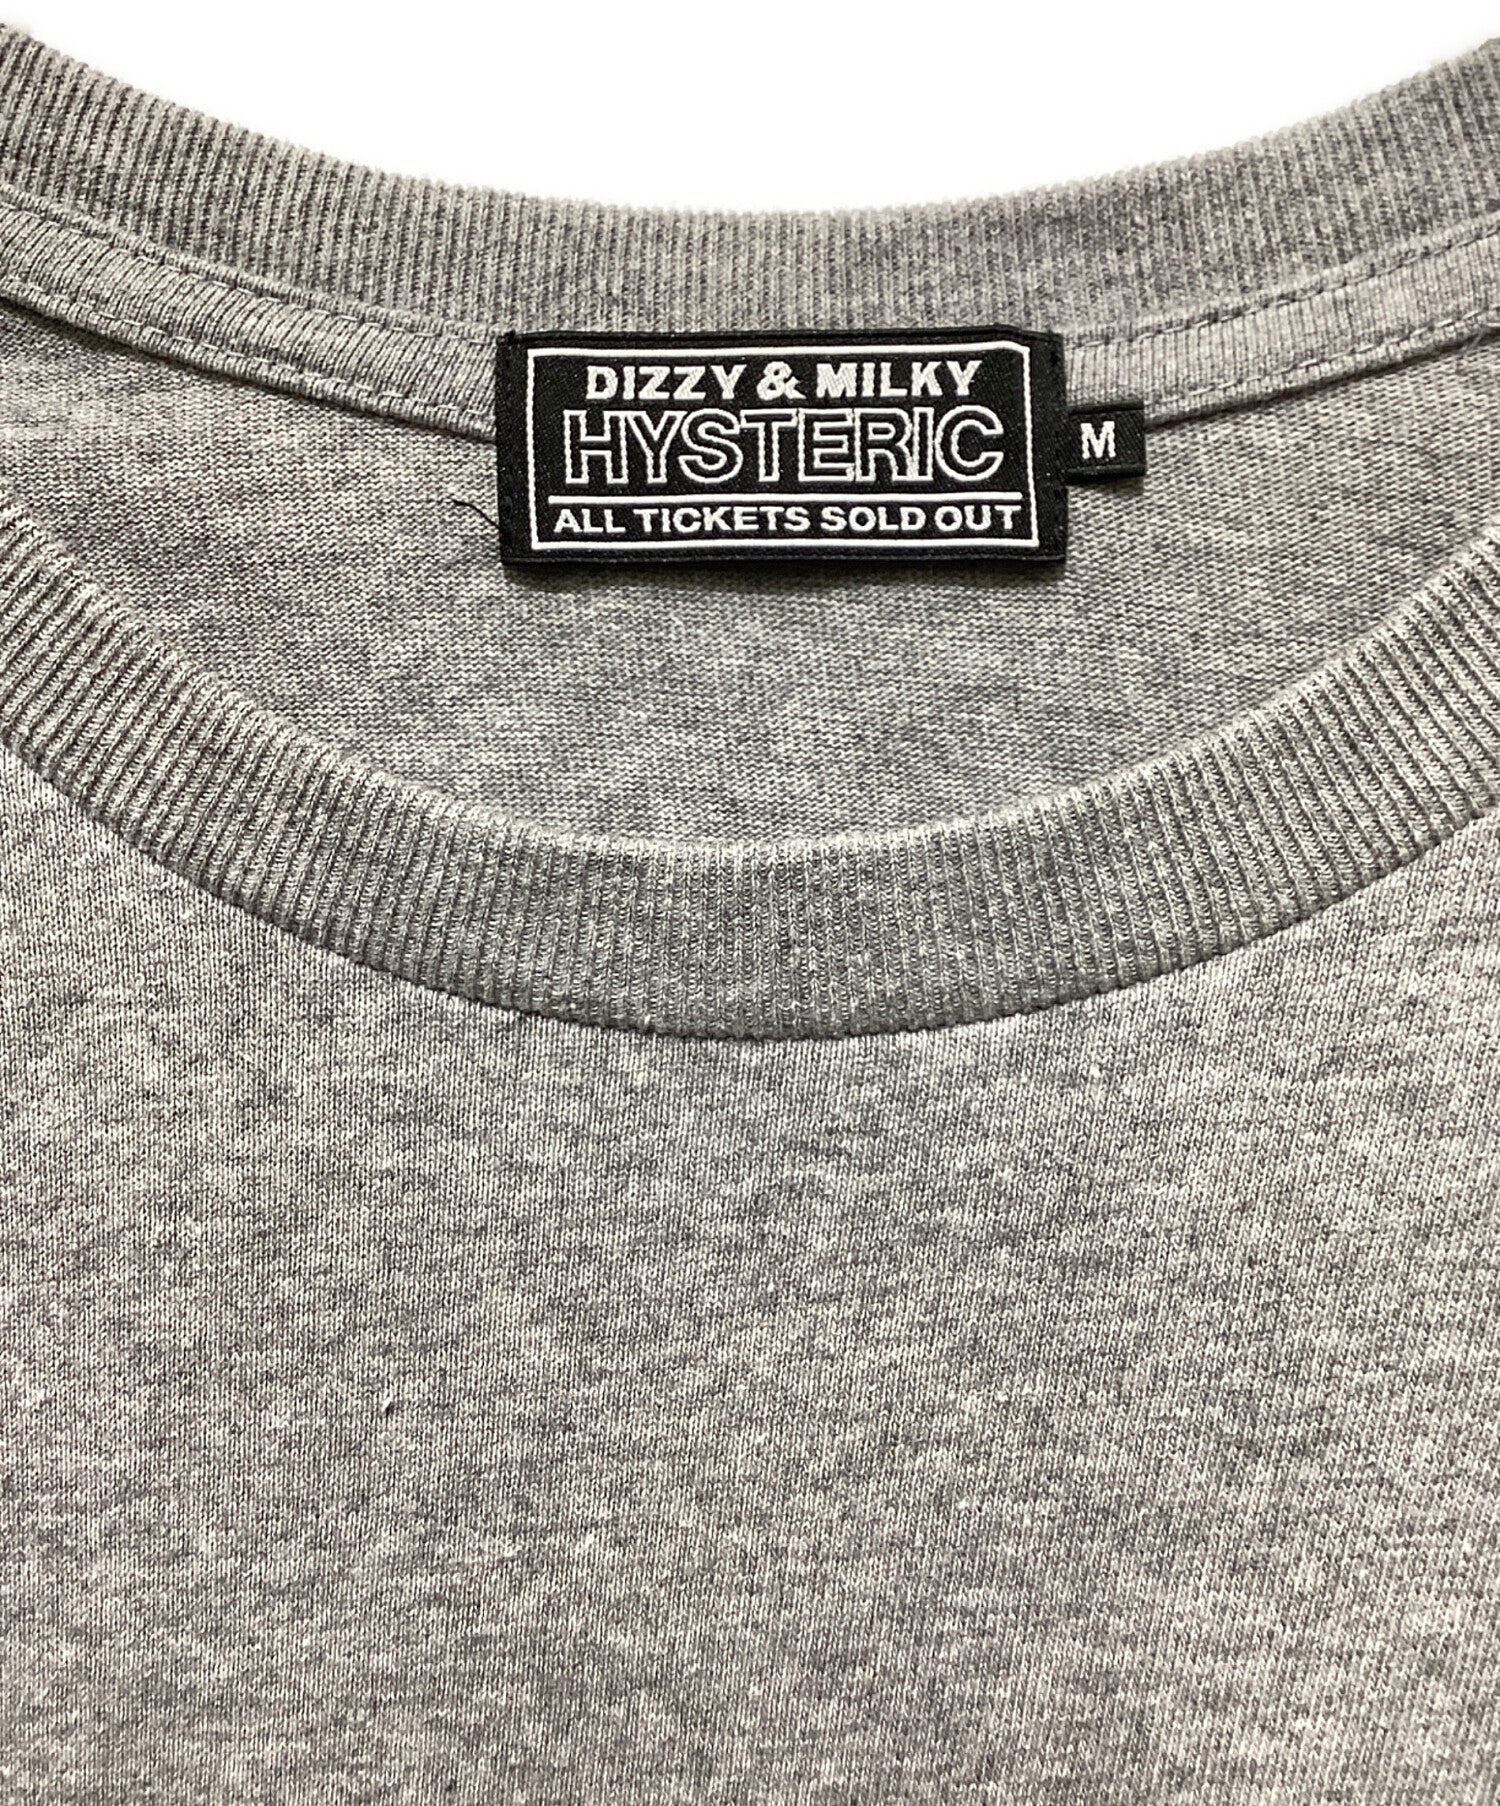 DIZZY & MILKY
HYSTERIC
ALL TICKETS SOLD OUT
M